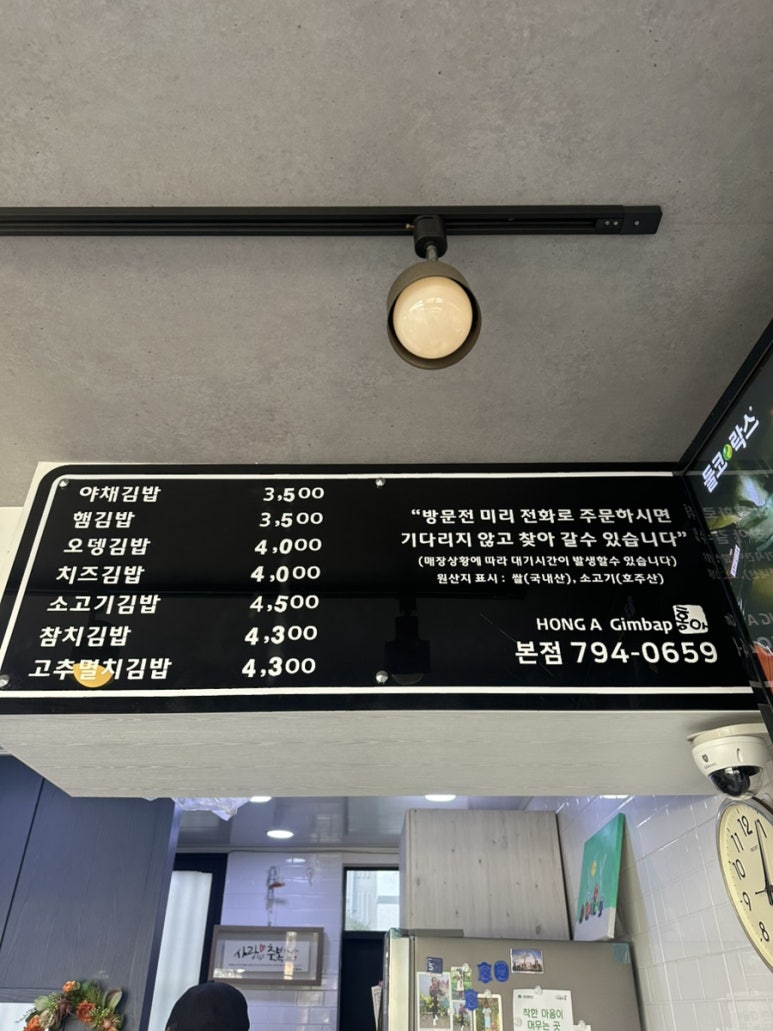 야채김밥 3,500
햄김밥 3,500
오뎅김밥 4,000
치즈김밥 4,000
소고기김밥 4,500
참치김밥 4,300
고추멸치김밥 4,300
“방문전 미리 전화로 주문하시면
기다리지 않고 찾아 갈수 있습니다”
(매장상황에 따라 대기시간이 발생할수 있습니다)
원산지 표시 : 쌀(국내산), 소고기(호주산)
HONG A Gimbap 홍아
본점 794-0659
돌코락스
12
11
10
9
8
착한 마음이
머무는 곳